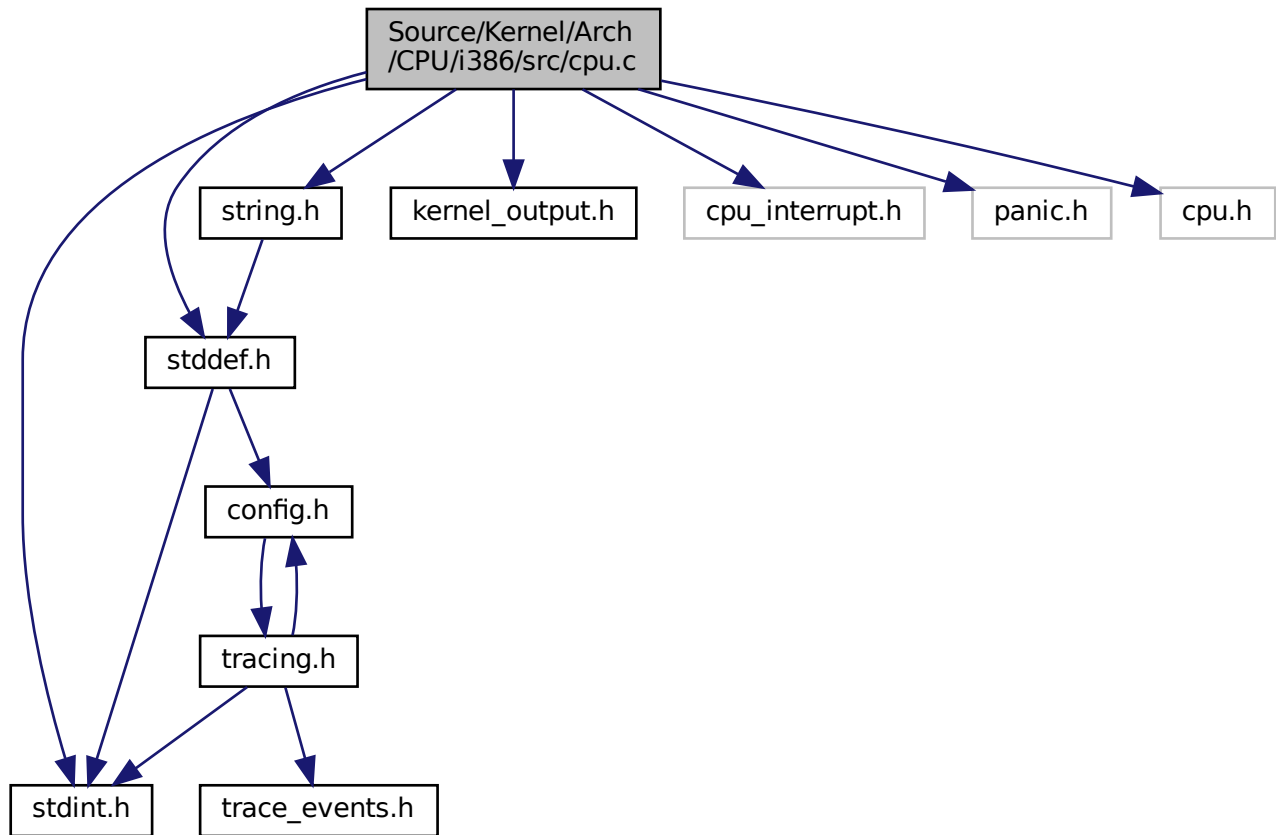 Source/Kernel/Arch
/CPU/i386/src/cpu.c
string.h
kernel_output.h
cpu_interrupt.h
panic.h
cpu.h
stddef.h
config.h
tracing.h
stdint.h
trace_events.h